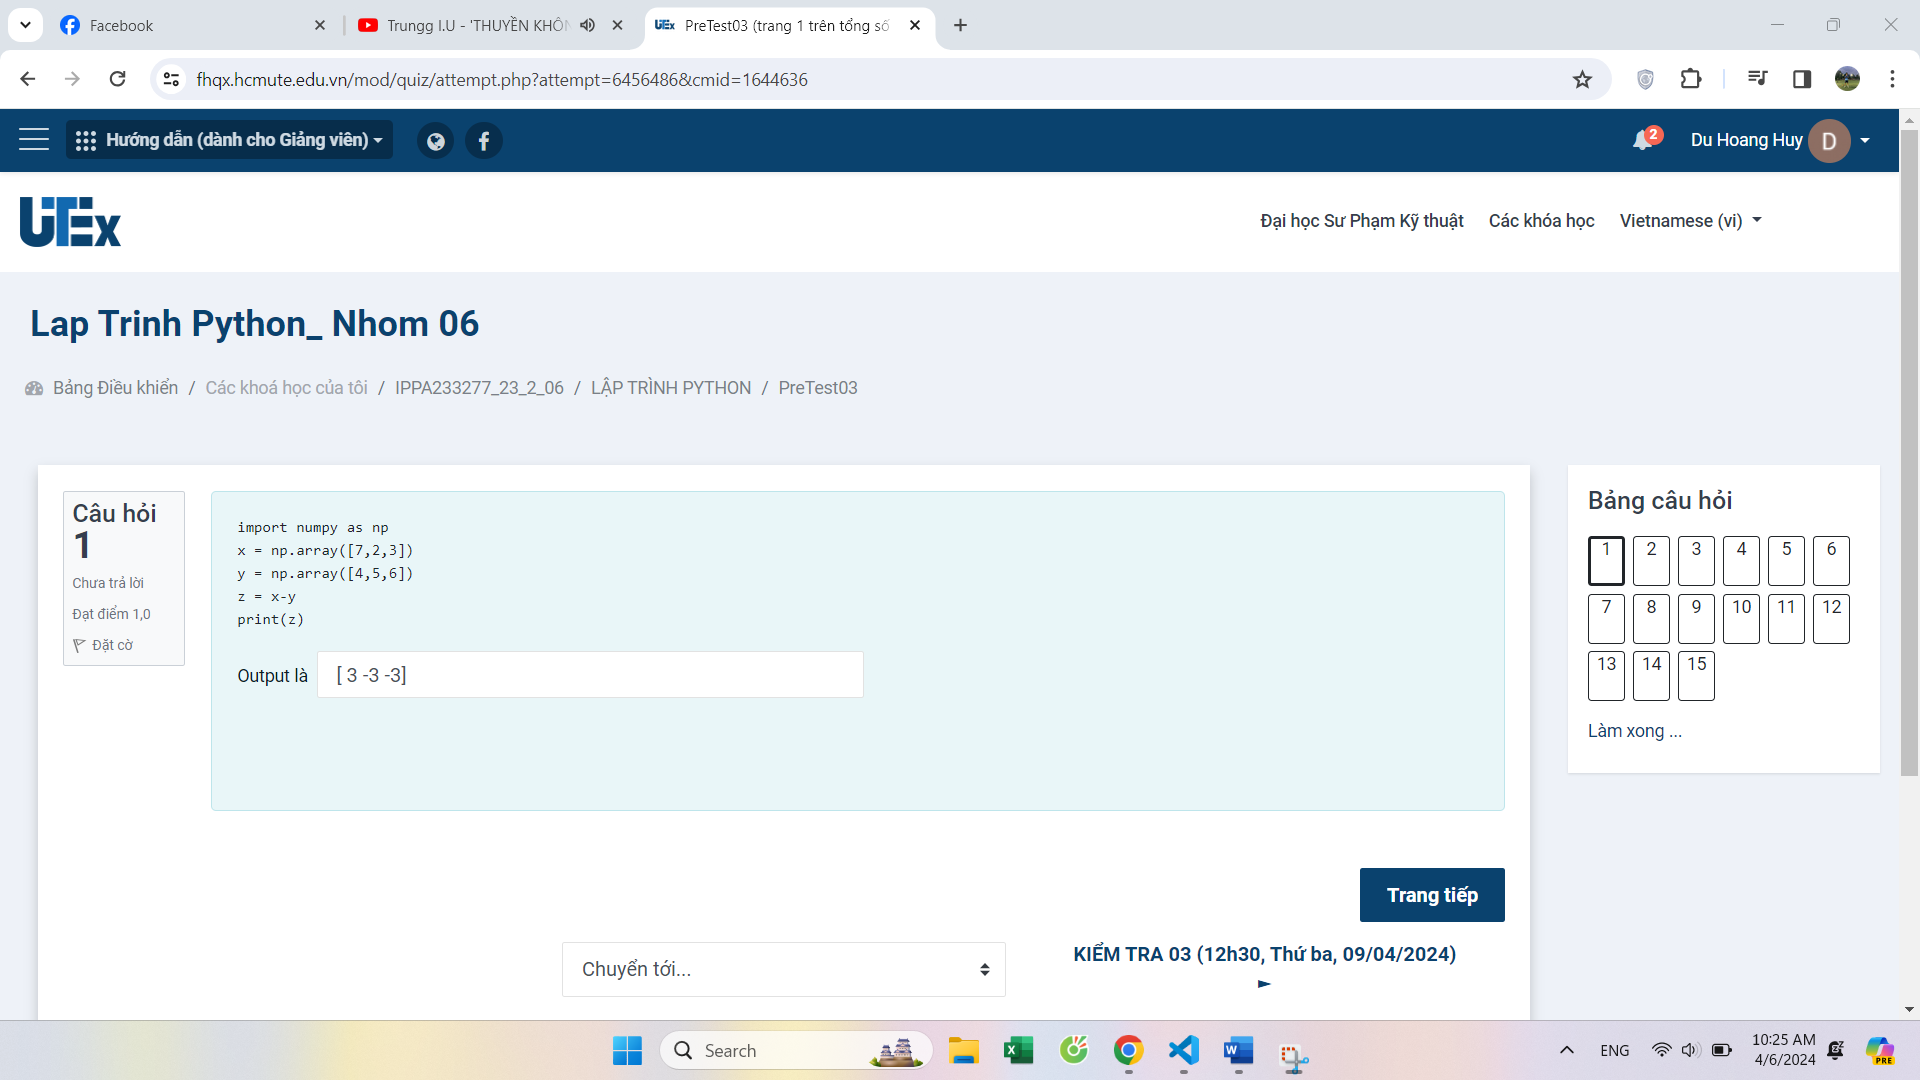 Facebook
Trungg I.U - 'THUYỀN KHÔN
PreTest03 (trang 1 trên tổng số
fhqx.hcmute.edu.vn/mod/quiz/attempt.php?attempt=6456486&cmid=1644636
Hướng dẫn (dành cho Giảng viên)
2
Du Hoang Huy
D
UTEx
Đại học Sư Phạm Kỹ thuật
Các khóa học
Vietnamese (vi)
Lap Trinh Python_ Nhom 06
Bảng Điều khiển / Các khoá học của tôi / IPPA233277_23_2_06 / LẬP TRÌNH PYTHON / PreTest03
Câu hỏi
1
Chưa trả lời
Đạt điểm 1,0
Đặt cờ
import numpy as np
x = np.array([7,2,3])
y = np.array([4,5,6])
z = x-y
print(z)
Output là [ 3 -3 -3]
Bảng câu hỏi
1 2 3 4 5 6
7 8 9 10 11 12
13 14 15
Làm xong ...
Trang tiếp
Chuyển tới...
KIỂM TRA 03 (12h30, Thứ ba, 09/04/2024)
►
Search
ENG
10:25 AM
4/6/2024
PRE